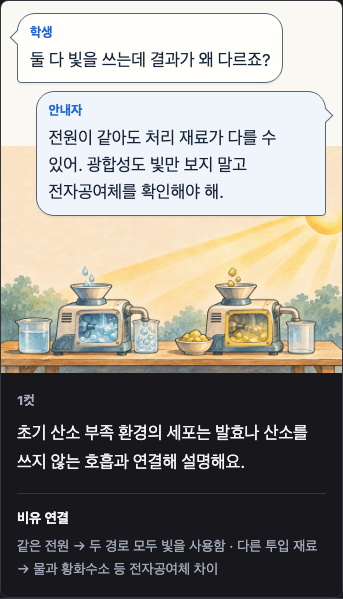 학생
둘 다 빛을 쓰는데 결과가 왜 다르죠?
안내자
전원이 같아도 처리 재료가 다를 수
있어. 광합성도 빛만 보지 말고
전자공여체를 확인해야 해.
1컷
초기 산소 부족 환경의 세포는 발효나 산소를
쓰지 않는 호흡과 연결해 설명해요.
비유 연결
같은 전원 → 두 경로 모두 빛을 사용함 · 다른 투입 재료
→ 물과 황화수소 등 전자공여체 차이